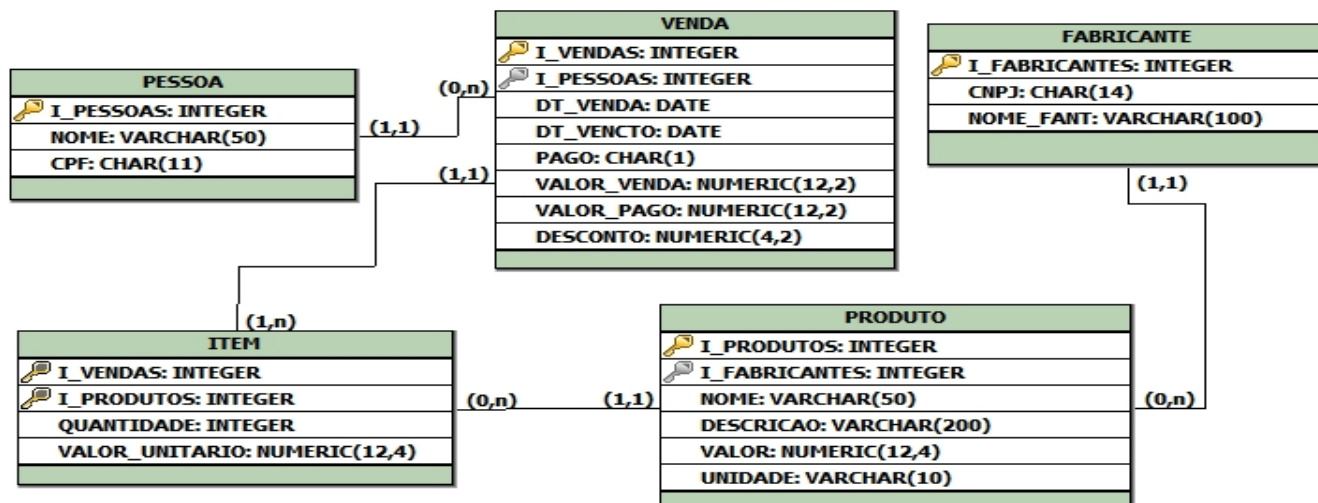 PESSOA
I_PESSOAS: INTEGER
NOME: VARCHAR(50)
CPF: CHAR(11)
(1,1)
(0,n)
VENDA
I_VENDAS: INTEGER
I_PESSOAS: INTEGER
DT_VENDA: DATE
DT_VENCTO: DATE
PAGO: CHAR(1)
VALOR_VENDA: NUMERIC(12,2)
VALOR_PAGO: NUMERIC(12,2)
DESCONTO: NUMERIC(4,2)
(1,1)
(1,n)
FABRICANTE
I_FABRICANTES: INTEGER
CNPJ: CHAR(14)
NOME_FANT: VARCHAR(100)
(1,1)
(0,n)
ITEM
I_VENDAS: INTEGER
I_PRODUTOS: INTEGER
QUANTIDADE: INTEGER
VALOR_UNITARIO: NUMERIC(12,4)
(0,n)
(1,1)
PRODUTO
I_PRODUTOS: INTEGER
I_FABRICANTES: INTEGER
NOME: VARCHAR(50)
DESCRICAO: VARCHAR(200)
VALOR: NUMERIC(12,4)
UNIDADE: VARCHAR(10)